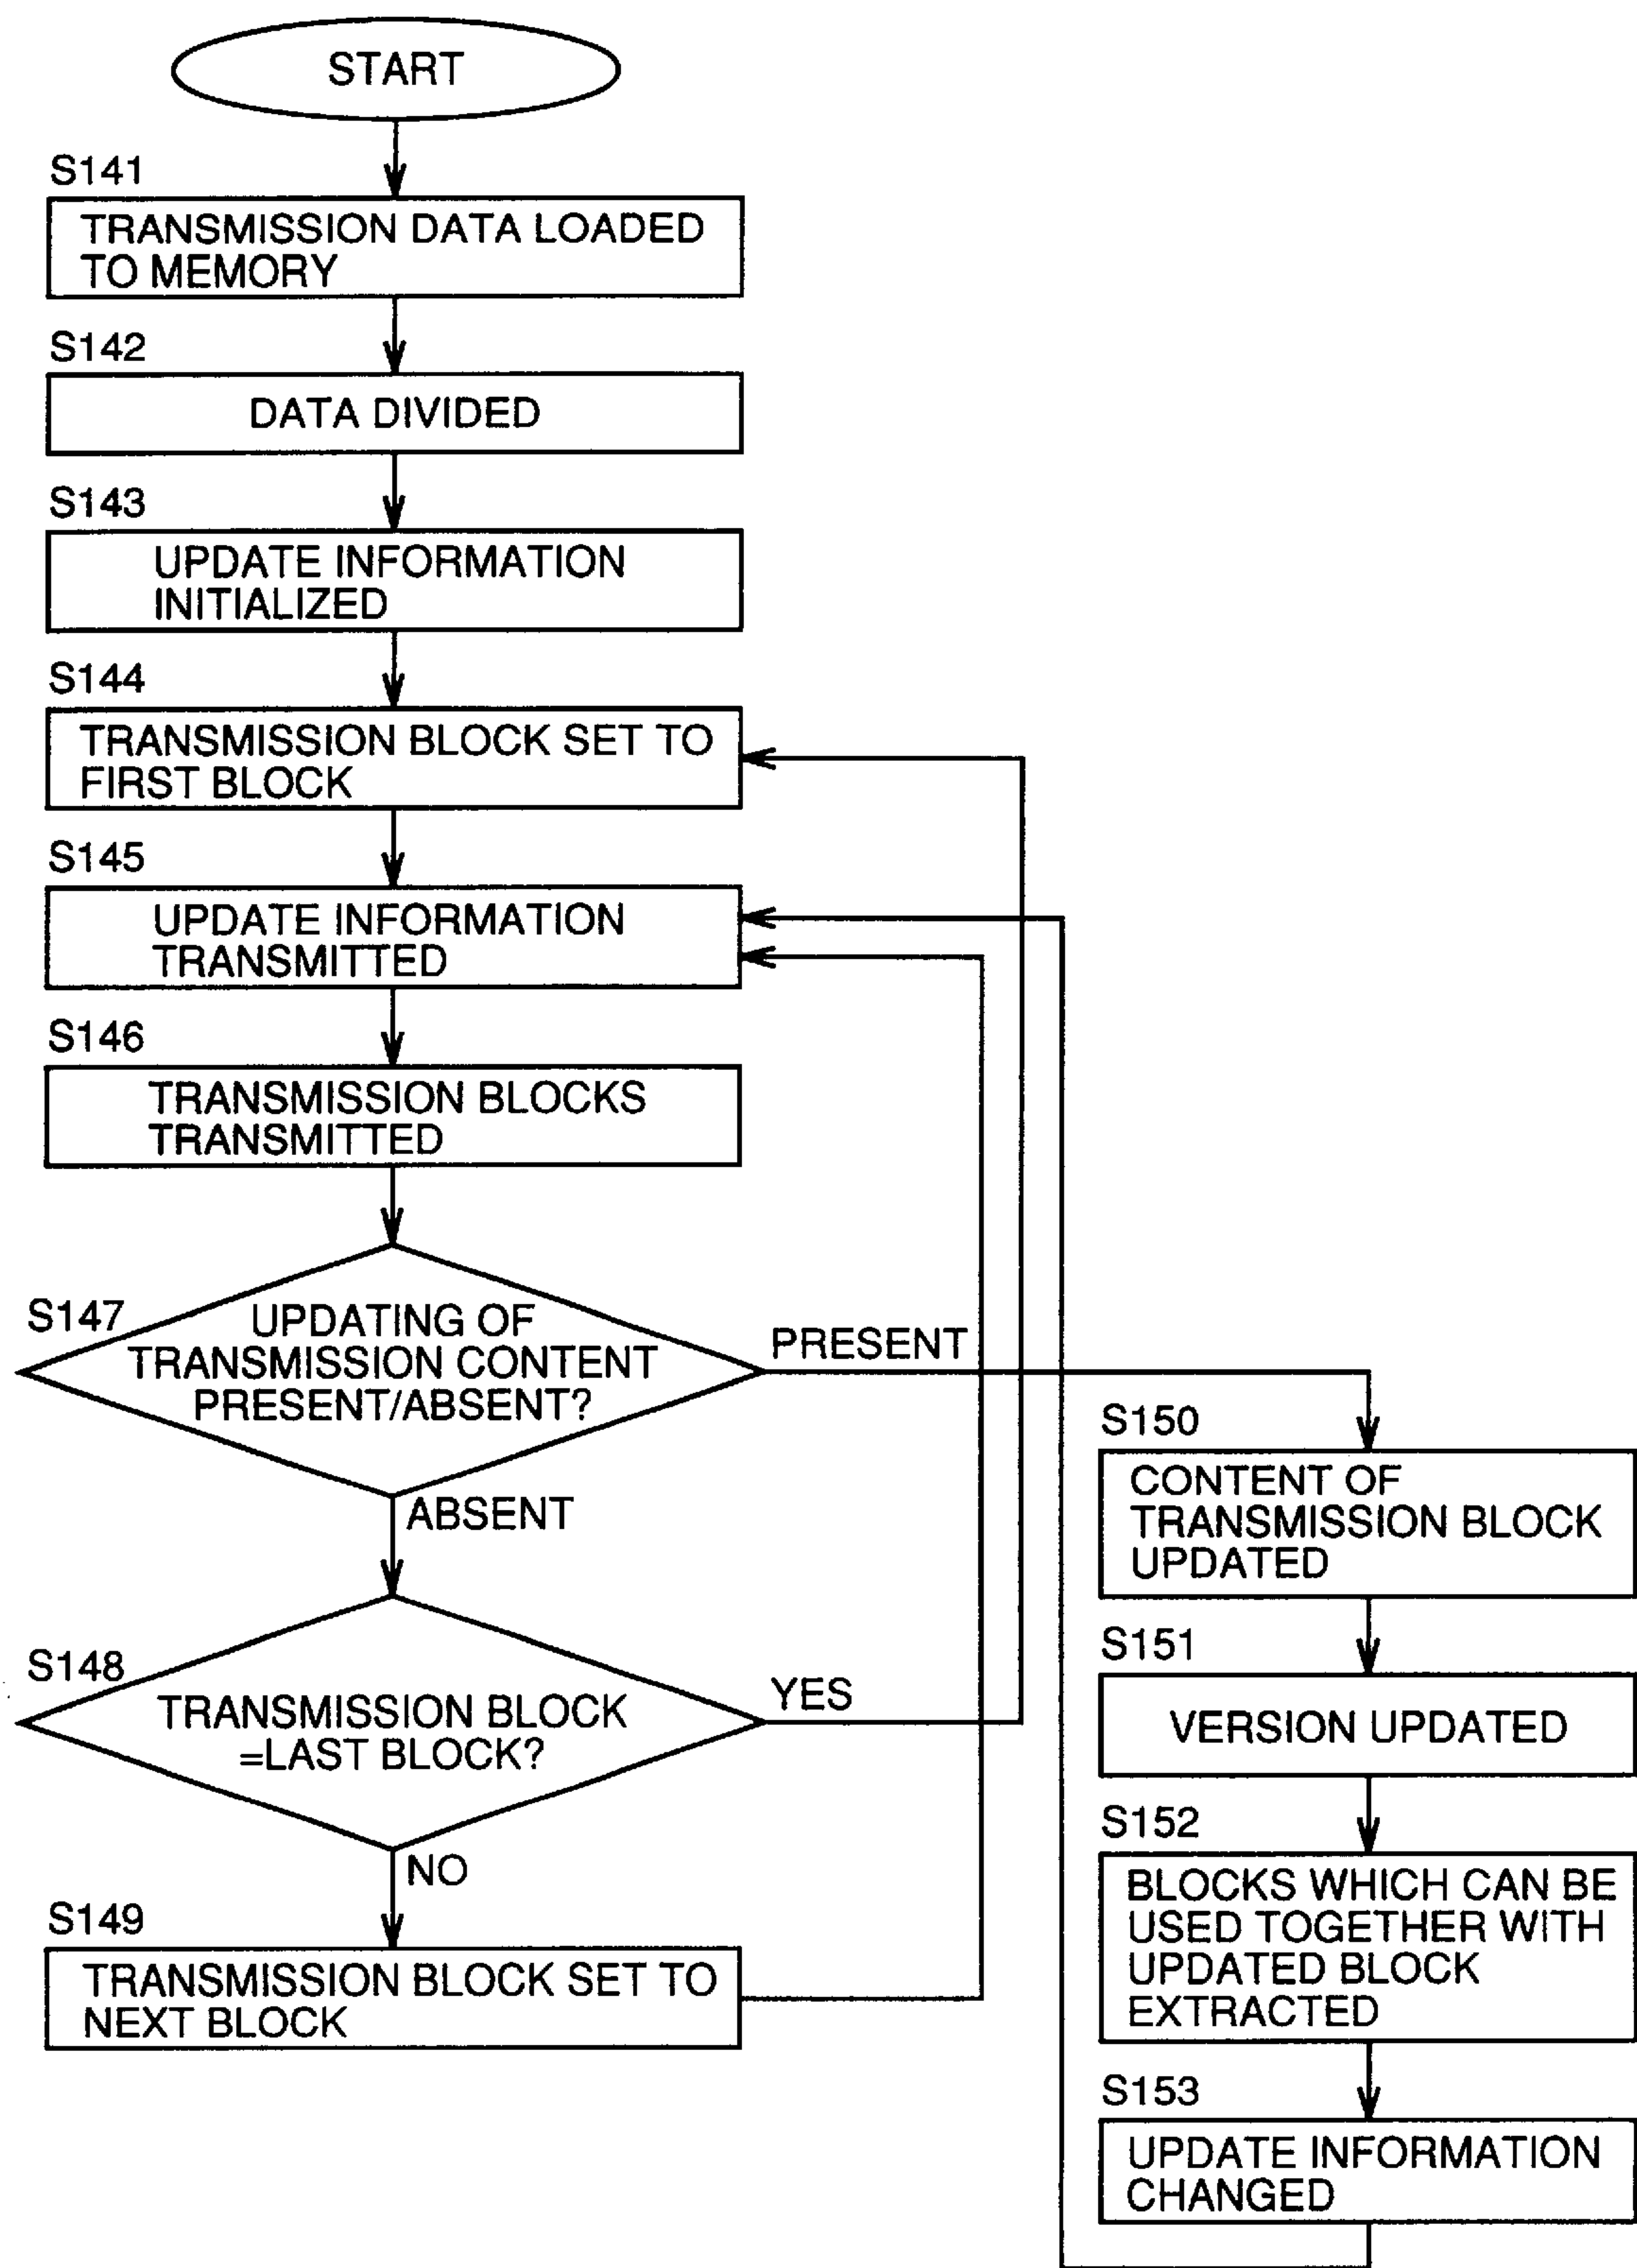 START
S141
TRANSMISSION DATA LOADED
TO MEMORY
S142
DATA DIVIDED
S143
UPDATE INFORMATION
INITIALIZED
S144
TRANSMISSION BLOCK SET TO
FIRST BLOCK
S145
UPDATE INFORMATION
TRANSMITTED
S146
TRANSMISSION BLOCKS
TRANSMITTED
S147
UPDATING OF
TRANSMISSION CONTENT
PRESENT/ABSENT?
PRESENT
ABSENT
S148
TRANSMISSION BLOCK
=LAST BLOCK?
YES
NO
S149
TRANSMISSION BLOCK SET TO
NEXT BLOCK
S150
CONTENT OF
TRANSMISSION BLOCK
UPDATED
S151
VERSION UPDATED
S152
BLOCKS WHICH CAN BE
USED TOGETHER WITH
UPDATED BLOCK
EXTRACTED
S153
UPDATE INFORMATION
CHANGED